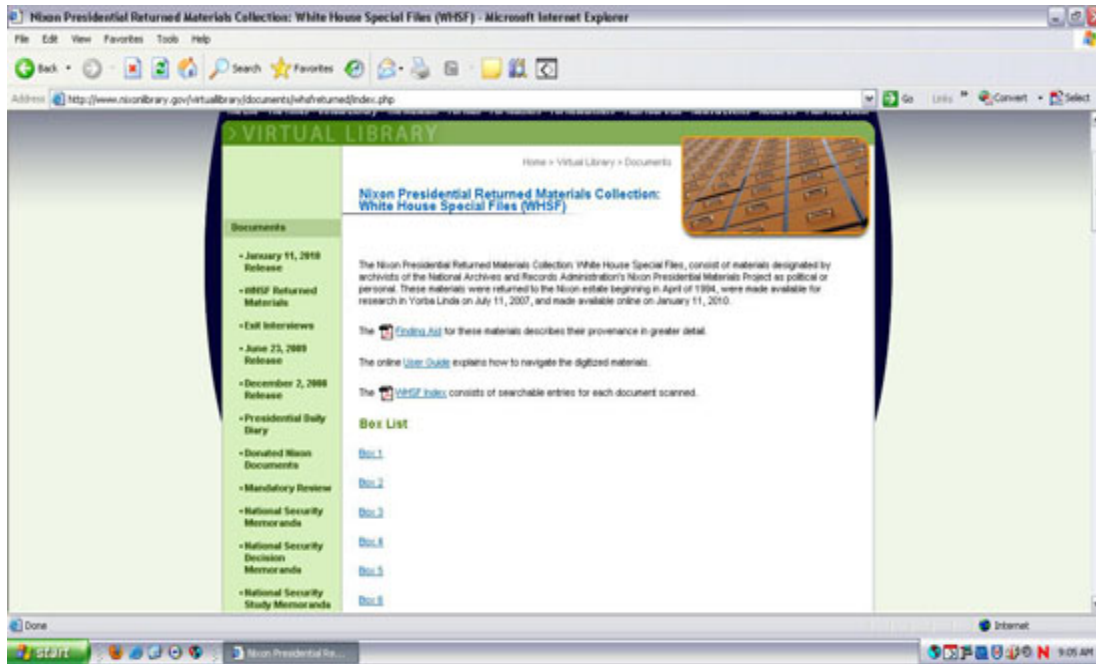 Nixon Presidential Returned Materials Collection: White House Special Files (WHSF) - Microsoft Internet Explorer
File Edit View Favorites Tools Help
Back Search Favorites
Address http://www.nixonlibrary.gov/virtuallibrary/documents/whsfreturned/index.php Go Links » Convert Select
>VIRTUAL LIBRARY
Home > Virtual Library > Documents
Nixon Presidential Returned Materials Collection:
White House Special Files (WHSF)
Documents
• January 11, 2010
Release
• WHSF Returned
Materials
• Exit Interviews
• June 23, 2009
Release
• December 2, 2008
Release
• Presidential Daily
Diary
• Donated Nixon
Documents
• Mandatory Review
• National Security
Memoranda
• National Security
Decision
Memoranda
• National Security
Study Memoranda
The Nixon Presidential Returned Materials Collection: White House Special Files, consist of materials designated by
archivists of the National Archives and Records Administration's Nixon Presidential Materials Project as political or
personal. These materials were returned to the Nixon estate beginning in April of 1994, were made available for
research in Yorba Linda on July 11, 2007, and made available online on January 11, 2010.
The Finding Aid for these materials describes their provenance in greater detail.
The online User Guide explains how to navigate the digitized materials.
The WHSF Index consists of searchable entries for each document scanned.
Box List
Box 1
Box 2
Box 3
Box 4
Box 5
Box 6
Done Internet
start Nixon Presidential Re... 9:05 AM